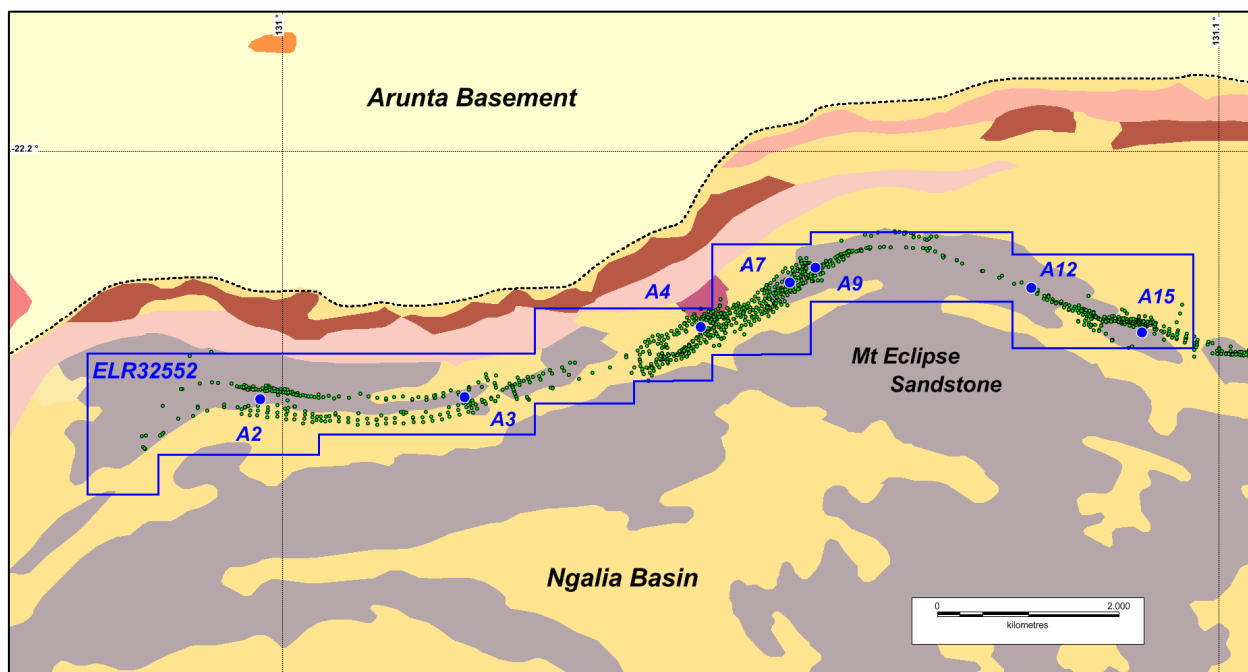 131 °
131.1 °
Arunta Basement
-22.2 °
A7
A12
A4
A9
A15
Mt Eclipse
Sandstone
ELR32552
A3
A2
Ngalia Basin
0
2.000
kilometres